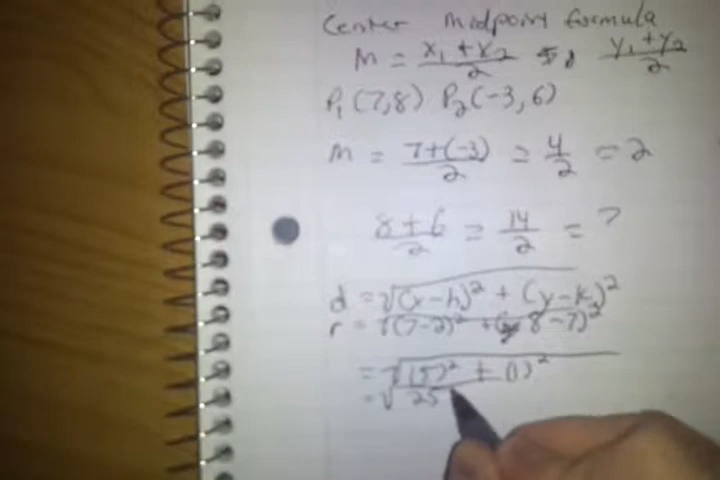 Center midpoint formula
M = x₁ + x₂ / 2 , y₁ + y₂ / 2
P₁ (7,8) P₂ (-3,6)
M = 7+(-3) / 2 = 4/2 = 2
8+6 / 2 = 14/2 = 7
d = √(x-h)² + (y-k)²
r = √(7-2)² + (8-7)²
= √(5)² + (1)²
= √25